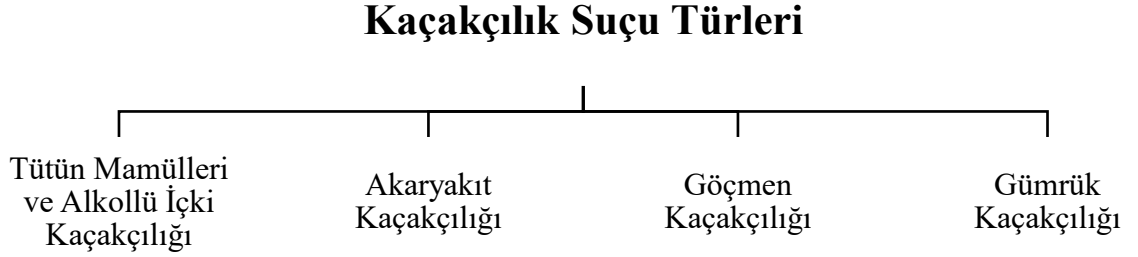 Kaçakçılık Suçu Türleri
Tütün Mamülleri
ve Alkollü İçki
Kaçakçılığı
Akaryakıt
Kaçakçılığı
Göçmen
Kaçakçılığı
Gümrük
Kaçakçılığı